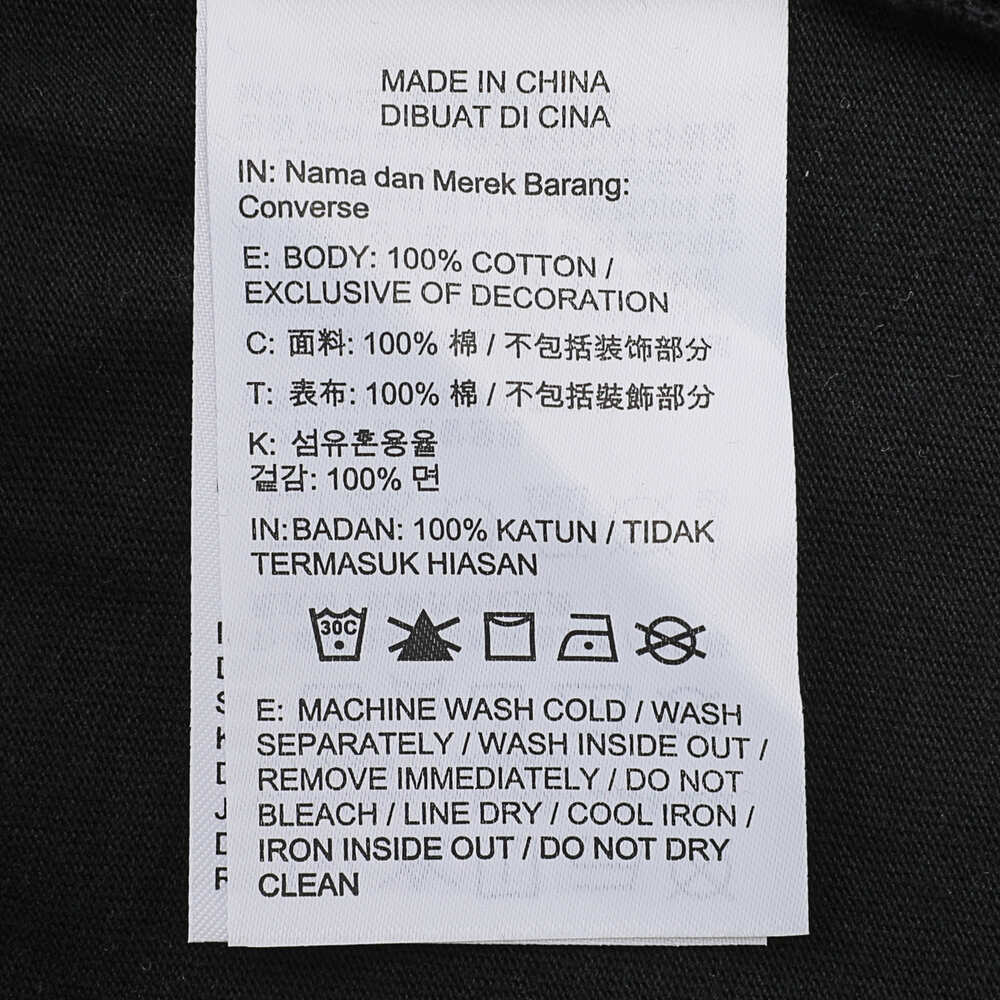 MADE IN CHINA
DIBUAT DI CINA
IN: Nama dan Merek Barang:
Converse
E: BODY: 100% COTTON /
EXCLUSIVE OF DECORATION
C: 面料: 100% 棉 / 不包括装饰部分
T: 表布: 100% 棉 / 不包括裝飾部分
K: 섬유혼용율
겉감: 100% 면
IN:BADAN: 100% KATUN / TIDAK
TERMASUK HIASAN
30C
E: MACHINE WASH COLD / WASH
SEPARATELY / WASH INSIDE OUT /
REMOVE IMMEDIATELY / DO NOT
BLEACH / LINE DRY / COOL IRON /
IRON INSIDE OUT / DO NOT DRY
CLEAN